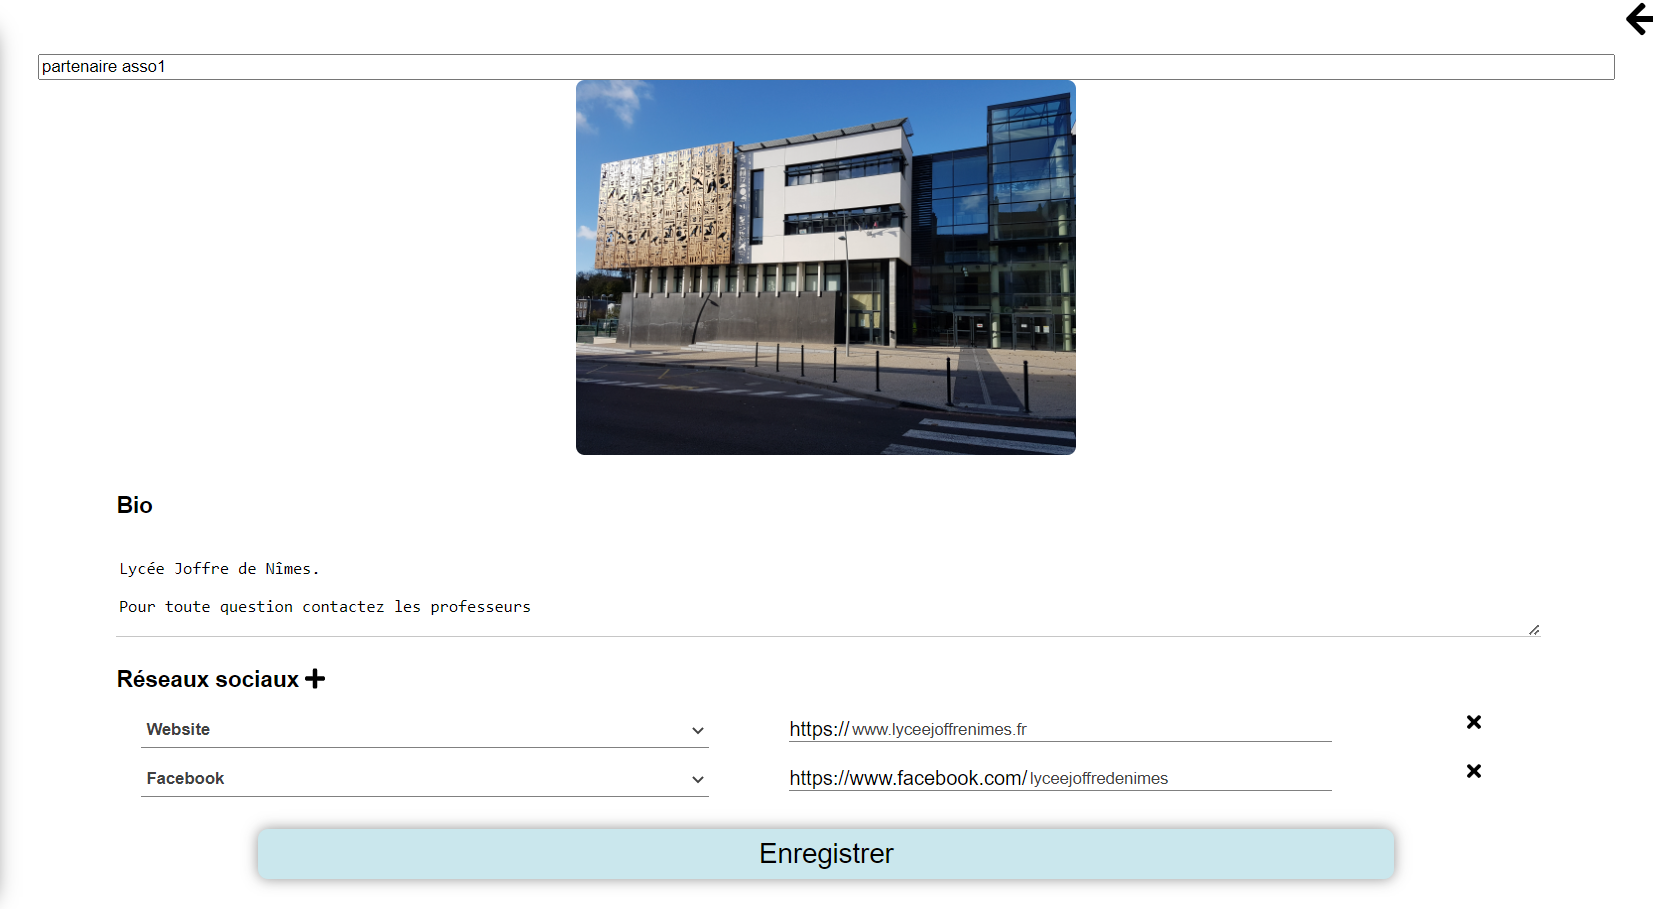 partenaire asso1
Bio
Lycée Joffre de Nîmes.
Pour toute question contactez les professeurs
Réseaux sociaux
Website https://www.lyceejoffrenimes.fr
Facebook https://www.facebook.com/lyceejoffredenimes
Enregistrer